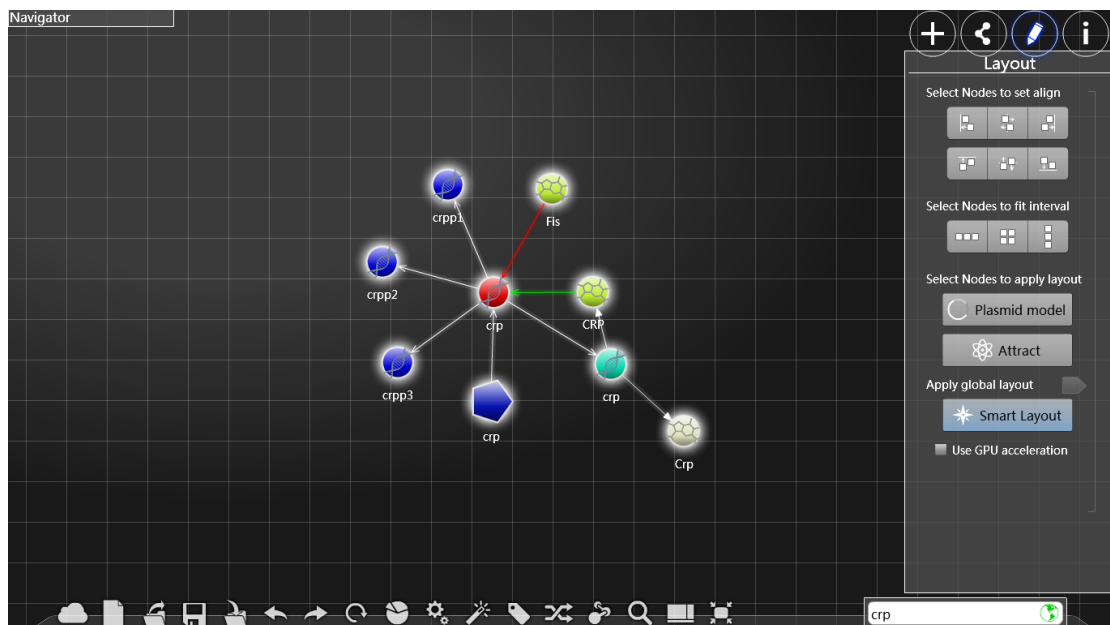 Navigator
Layout
Select Nodes to set align
Select Nodes to fit interval
Select Nodes to apply layout
Plasmid model
Attract
Apply global layout
Smart Layout
Use GPU acceleration
crpp1
Fis
crpp2
crp
CRP
crpp3
crp
crp
Crp
crp